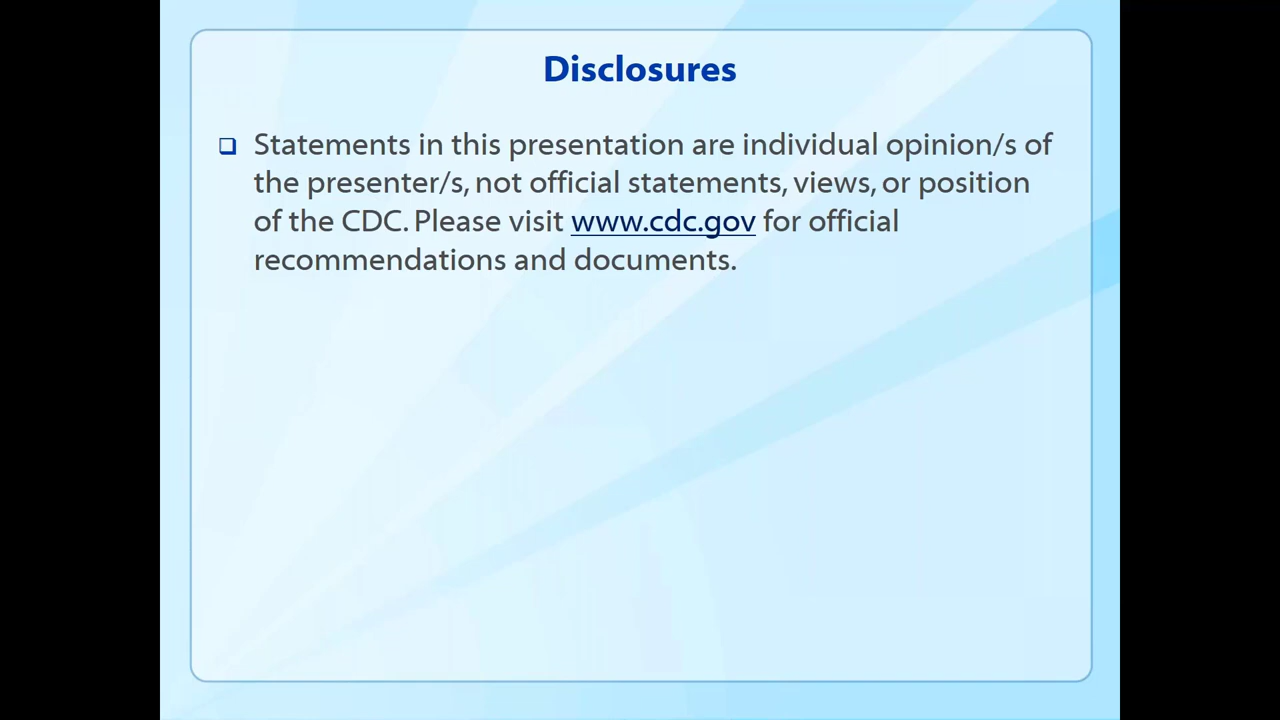 Disclosures
❑ Statements in this presentation are individual opinion/s of
the presenter/s, not official statements, views, or position
of the CDC. Please visit www.cdc.gov for official
recommendations and documents.